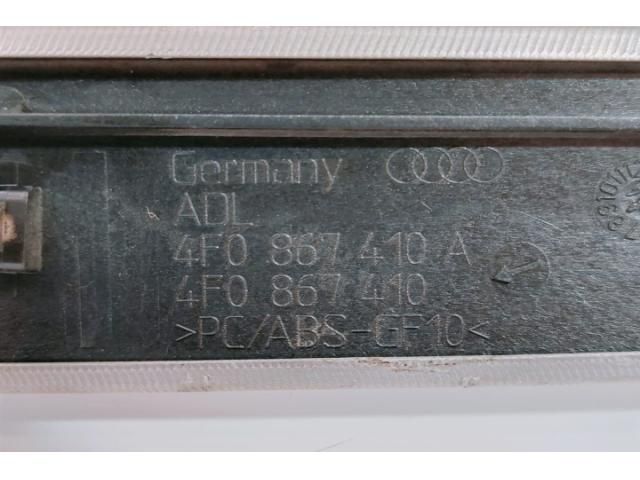 Germany
ADL
4F0 867 410 A
4F0 867 410
>PC/ABS-GF10<